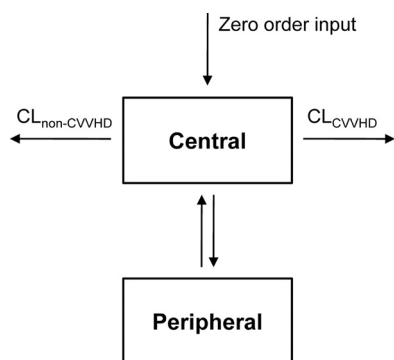 Zero order input
CLnon-CVVHD
CLCVVHD
Central
Peripheral